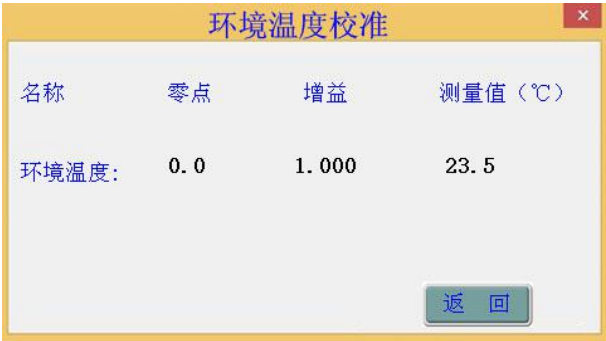 环境温度校准
×
名称 零点 增益 测量值（℃）
环境温度: 0.0 1.000 23.5
返 回